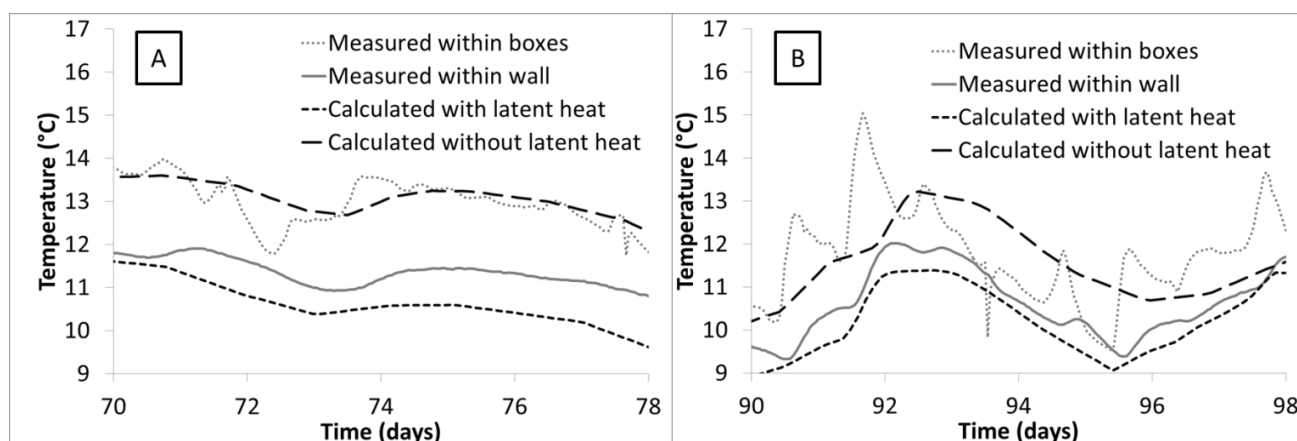 A
Measured within boxes
Measured within wall
Calculated with latent heat
Calculated without latent heat
Temperature (°C)
17
16
15
14
13
12
11
10
9
70
72
74
76
78
Time (days)
B
Measured within boxes
Measured within wall
Calculated with latent heat
Calculated without latent heat
Temperature (°C)
17
16
15
14
13
12
11
10
9
90
92
94
96
98
Time (days)